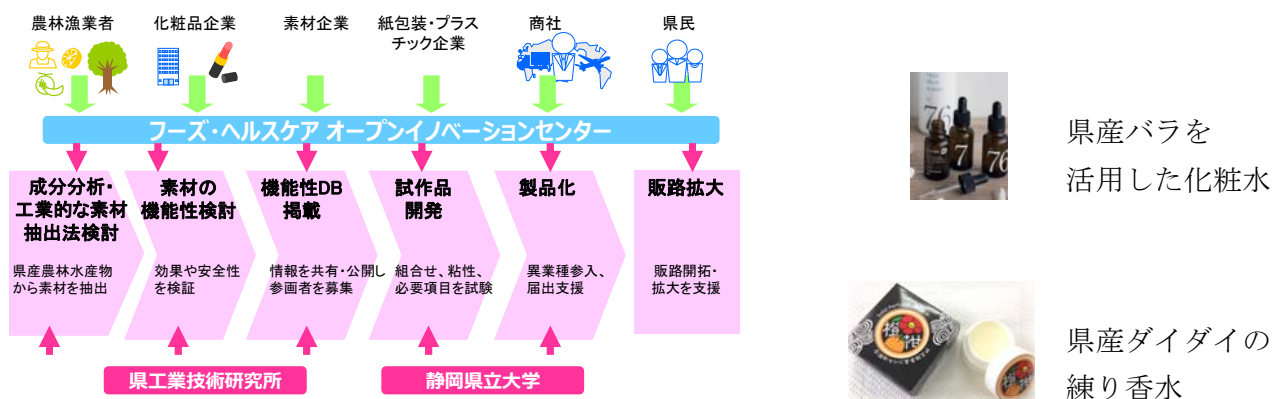 農林漁業者
化粧品企業
素材企業
紙包装・プラス
チック企業
商社
県民
フーズ・ヘルスケア オープンイノベーションセンター
成分分析・
工業的な素材
抽出法検討
県産農林水産物
から素材を抽出
素材の
機能性検討
効果や安全性
を検証
機能性DB
掲載
情報を共有・公開し
参画者を募集
試作品
開発
組合せ、粘性、
必要項目を試験
製品化
異業種参入、
届出支援
販路拡大
販路開拓・
拡大を支援
県工業技術研究所
静岡県立大学
76
7
76
県産バラを
活用した化粧水
県産ダイダイの
練り香水